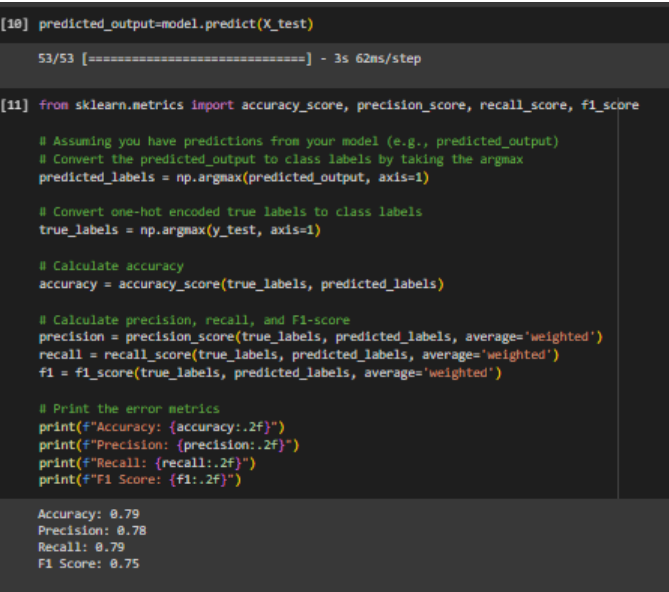 [10] predicted_output=model.predict(X_test)
53/53 [==============================] - 3s 62ms/step
[11] from sklearn.metrics import accuracy_score, precision_score, recall_score, f1_score
# Assuming you have predictions from your model (e.g., predicted_output)
# Convert the predicted_output to class labels by taking the argmax
predicted_labels = np.argmax(predicted_output, axis=1)
# Convert one-hot encoded true labels to class labels
true_labels = np.argmax(y_test, axis=1)
# Calculate accuracy
accuracy = accuracy_score(true_labels, predicted_labels)
# Calculate precision, recall, and F1-score
precision = precision_score(true_labels, predicted_labels, average='weighted')
recall = recall_score(true_labels, predicted_labels, average='weighted')
f1 = f1_score(true_labels, predicted_labels, average='weighted')
# Print the error metrics
print(f"Accuracy: {accuracy:.2f}")
print(f"Precision: {precision:.2f}")
print(f"Recall: {recall:.2f}")
print(f"F1 Score: {f1:.2f}")
Accuracy: 0.79
Precision: 0.78
Recall: 0.79
F1 Score: 0.75